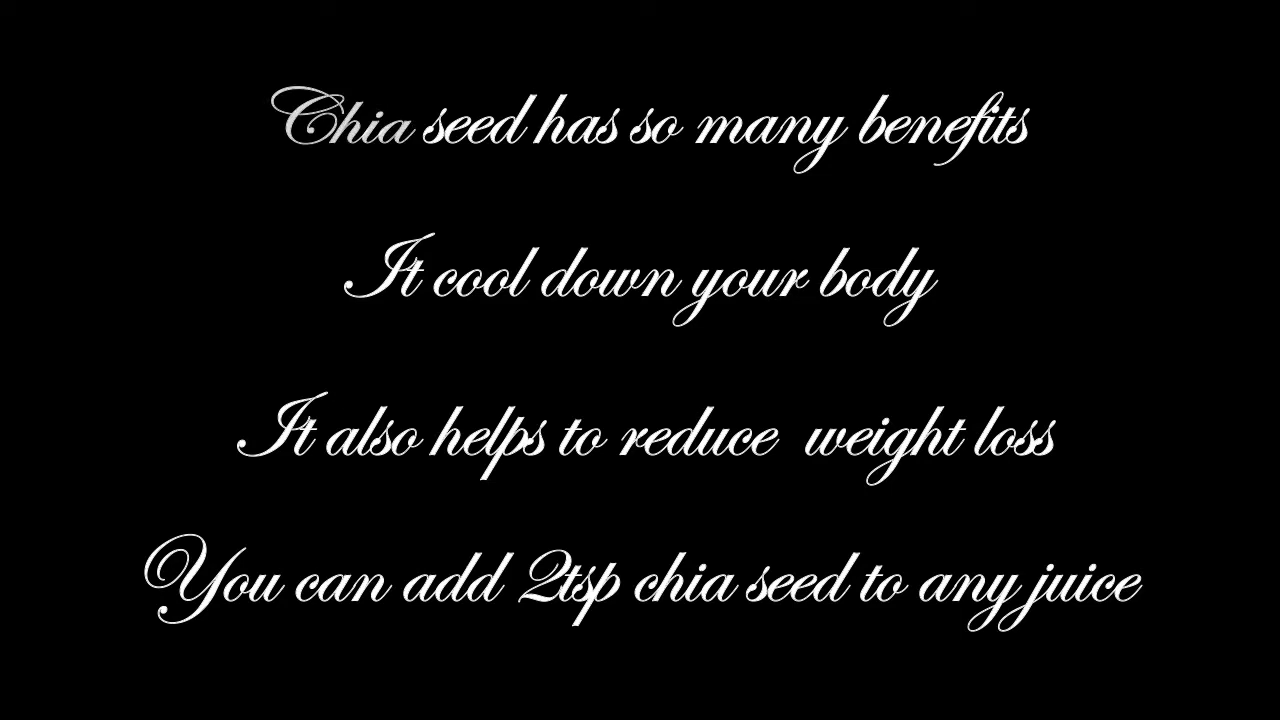 Chia seed has so many benefits
It cool down your body
It also helps to reduce weight loss
You can add 2tsp chia seed to any juice